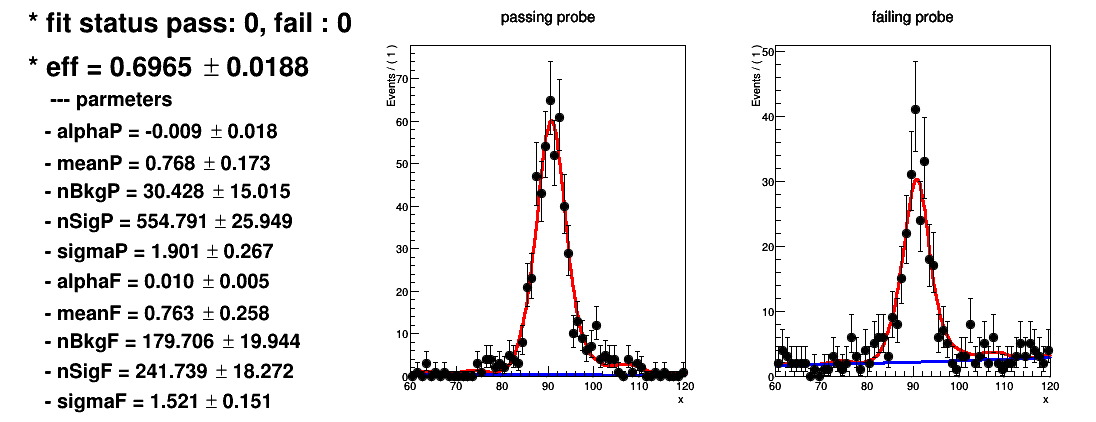 * fit status pass: 0, fail : 0
* eff = 0.6965 ± 0.0188
--- parmeters
- alphaP = -0.009 ± 0.018
- meanP = 0.768 ± 0.173
- nBkgP = 30.428 ± 15.015
- nSigP = 554.791 ± 25.949
- sigmaP = 1.901 ± 0.267
- alphaF = 0.010 ± 0.005
- meanF = 0.763 ± 0.258
- nBkgF = 179.706 ± 19.944
- nSigF = 241.739 ± 18.272
- sigmaF = 1.521 ± 0.151
passing probe
Events / ( 1 )
70
60
50
40
30
20
10
0
60 70 80 90 100 110 120
x
failing probe
Events / ( 1 )
50
40
30
20
10
0
60 70 80 90 100 110 120
x